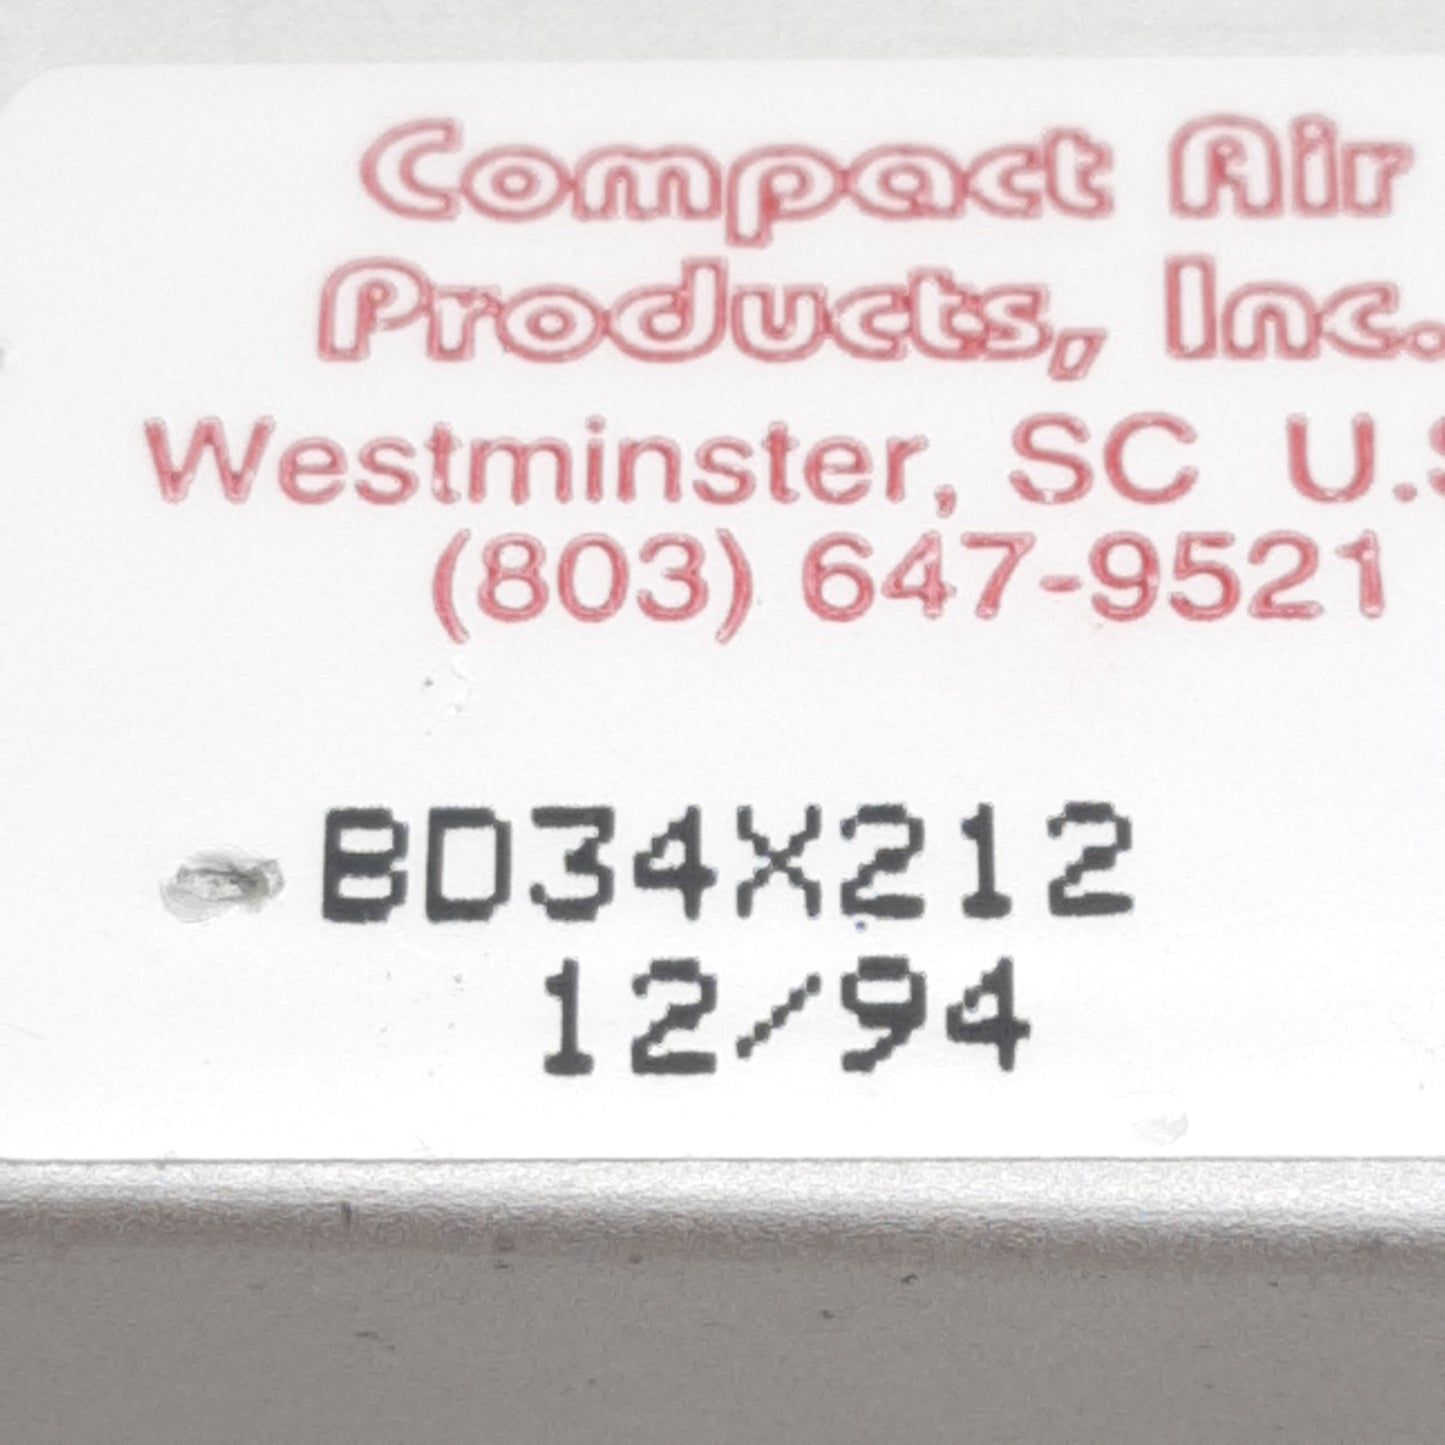 Compact Air
Products, Inc.
Westminster, SC U.S
(803) 647-9521
BD34X212
12/94